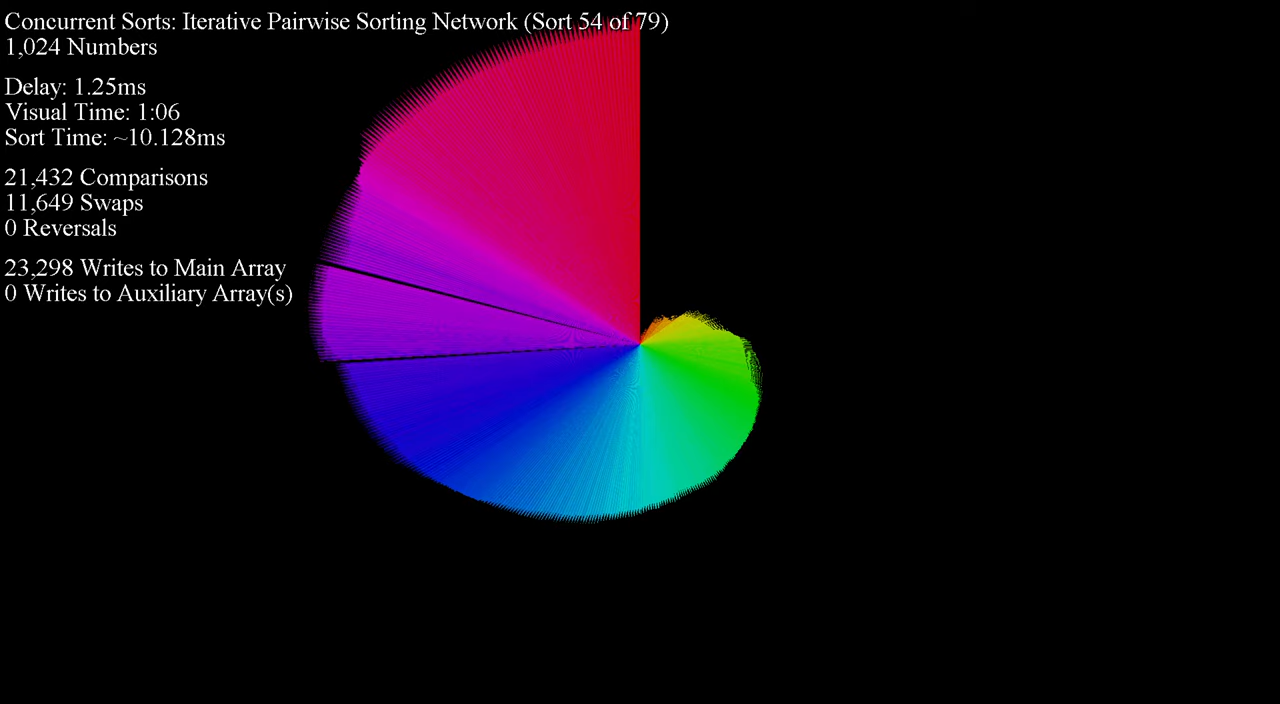 Concurrent Sorts: Iterative Pairwise Sorting Network (Sort 54 of 79)
1,024 Numbers
Delay: 1.25ms
Visual Time: 1:06
Sort Time: ~10.128ms
21,432 Comparisons
11,649 Swaps
0 Reversals
23,298 Writes to Main Array
0 Writes to Auxiliary Array(s)